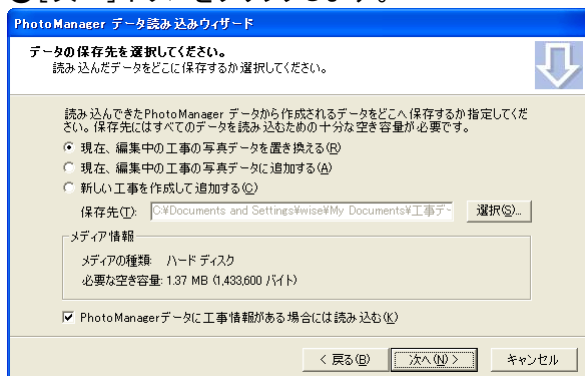 PhotoManager データ読み込みウィザード
データの保存先を選択してください。
読み込んだデータをどこに保存するか選択してください。
読み込んできたPhotoManager データから作成されるデータをどこへ保存するか指定してくだ
さい。保存先にはすべてのデータを読み込むための十分な空き容量が必要です。
現在、編集中の工事の写真データを置き換える(R)
現在、編集中の工事の写真データに追加する(A)
新しい工事を作成して追加する(C)
保存先(T): C:¥Documents and Settings¥wise¥My Documents¥工事デ 選択(S)...
メディア情報
メディアの種類: ハード ディスク
必要な空き容量: 1.37 MB (1,433,600 バイト)
PhotoManagerデータに工事情報がある場合には読み込む(K)
< 戻る(B) 次へ(N) > キャンセル